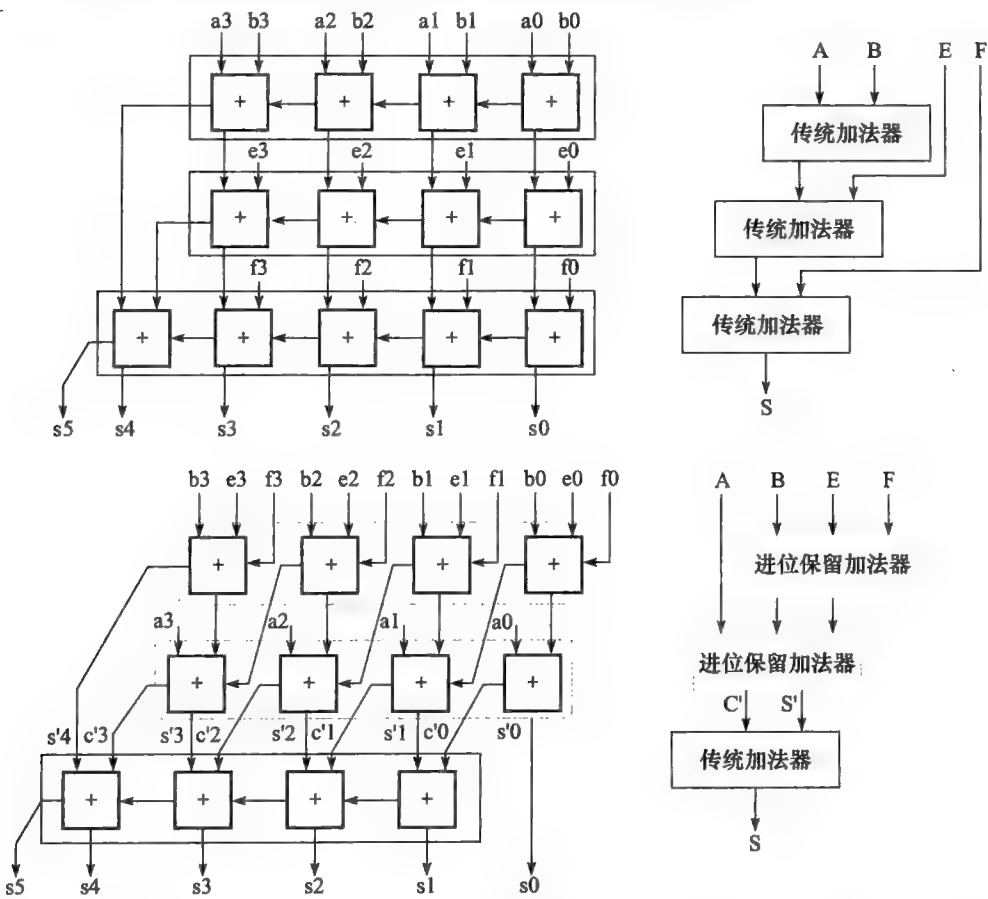 a3 b3 a2 b2 a1 b1 a0 b0
+ + + +
e3 e2 e1 e0
+ + + +
f3 f2 f1 f0
+ + + + +
s5 s4 s3 s2 s1 s0
A B E F
传统加法器
传统加法器
传统加法器
S
b3 e3 f3 b2 e2 f2 b1 e1 f1 b0 e0 f0
+ + + +
a3 a2 a1 a0
+ + + +
s'4 c'3 s'3 c'2 s'2 c'1 s'1 c'0 s'0
+ + + +
s5 s4 s3 s2 s1 s0
A B E F
进位保留加法器
进位保留加法器
C' S'
传统加法器
S